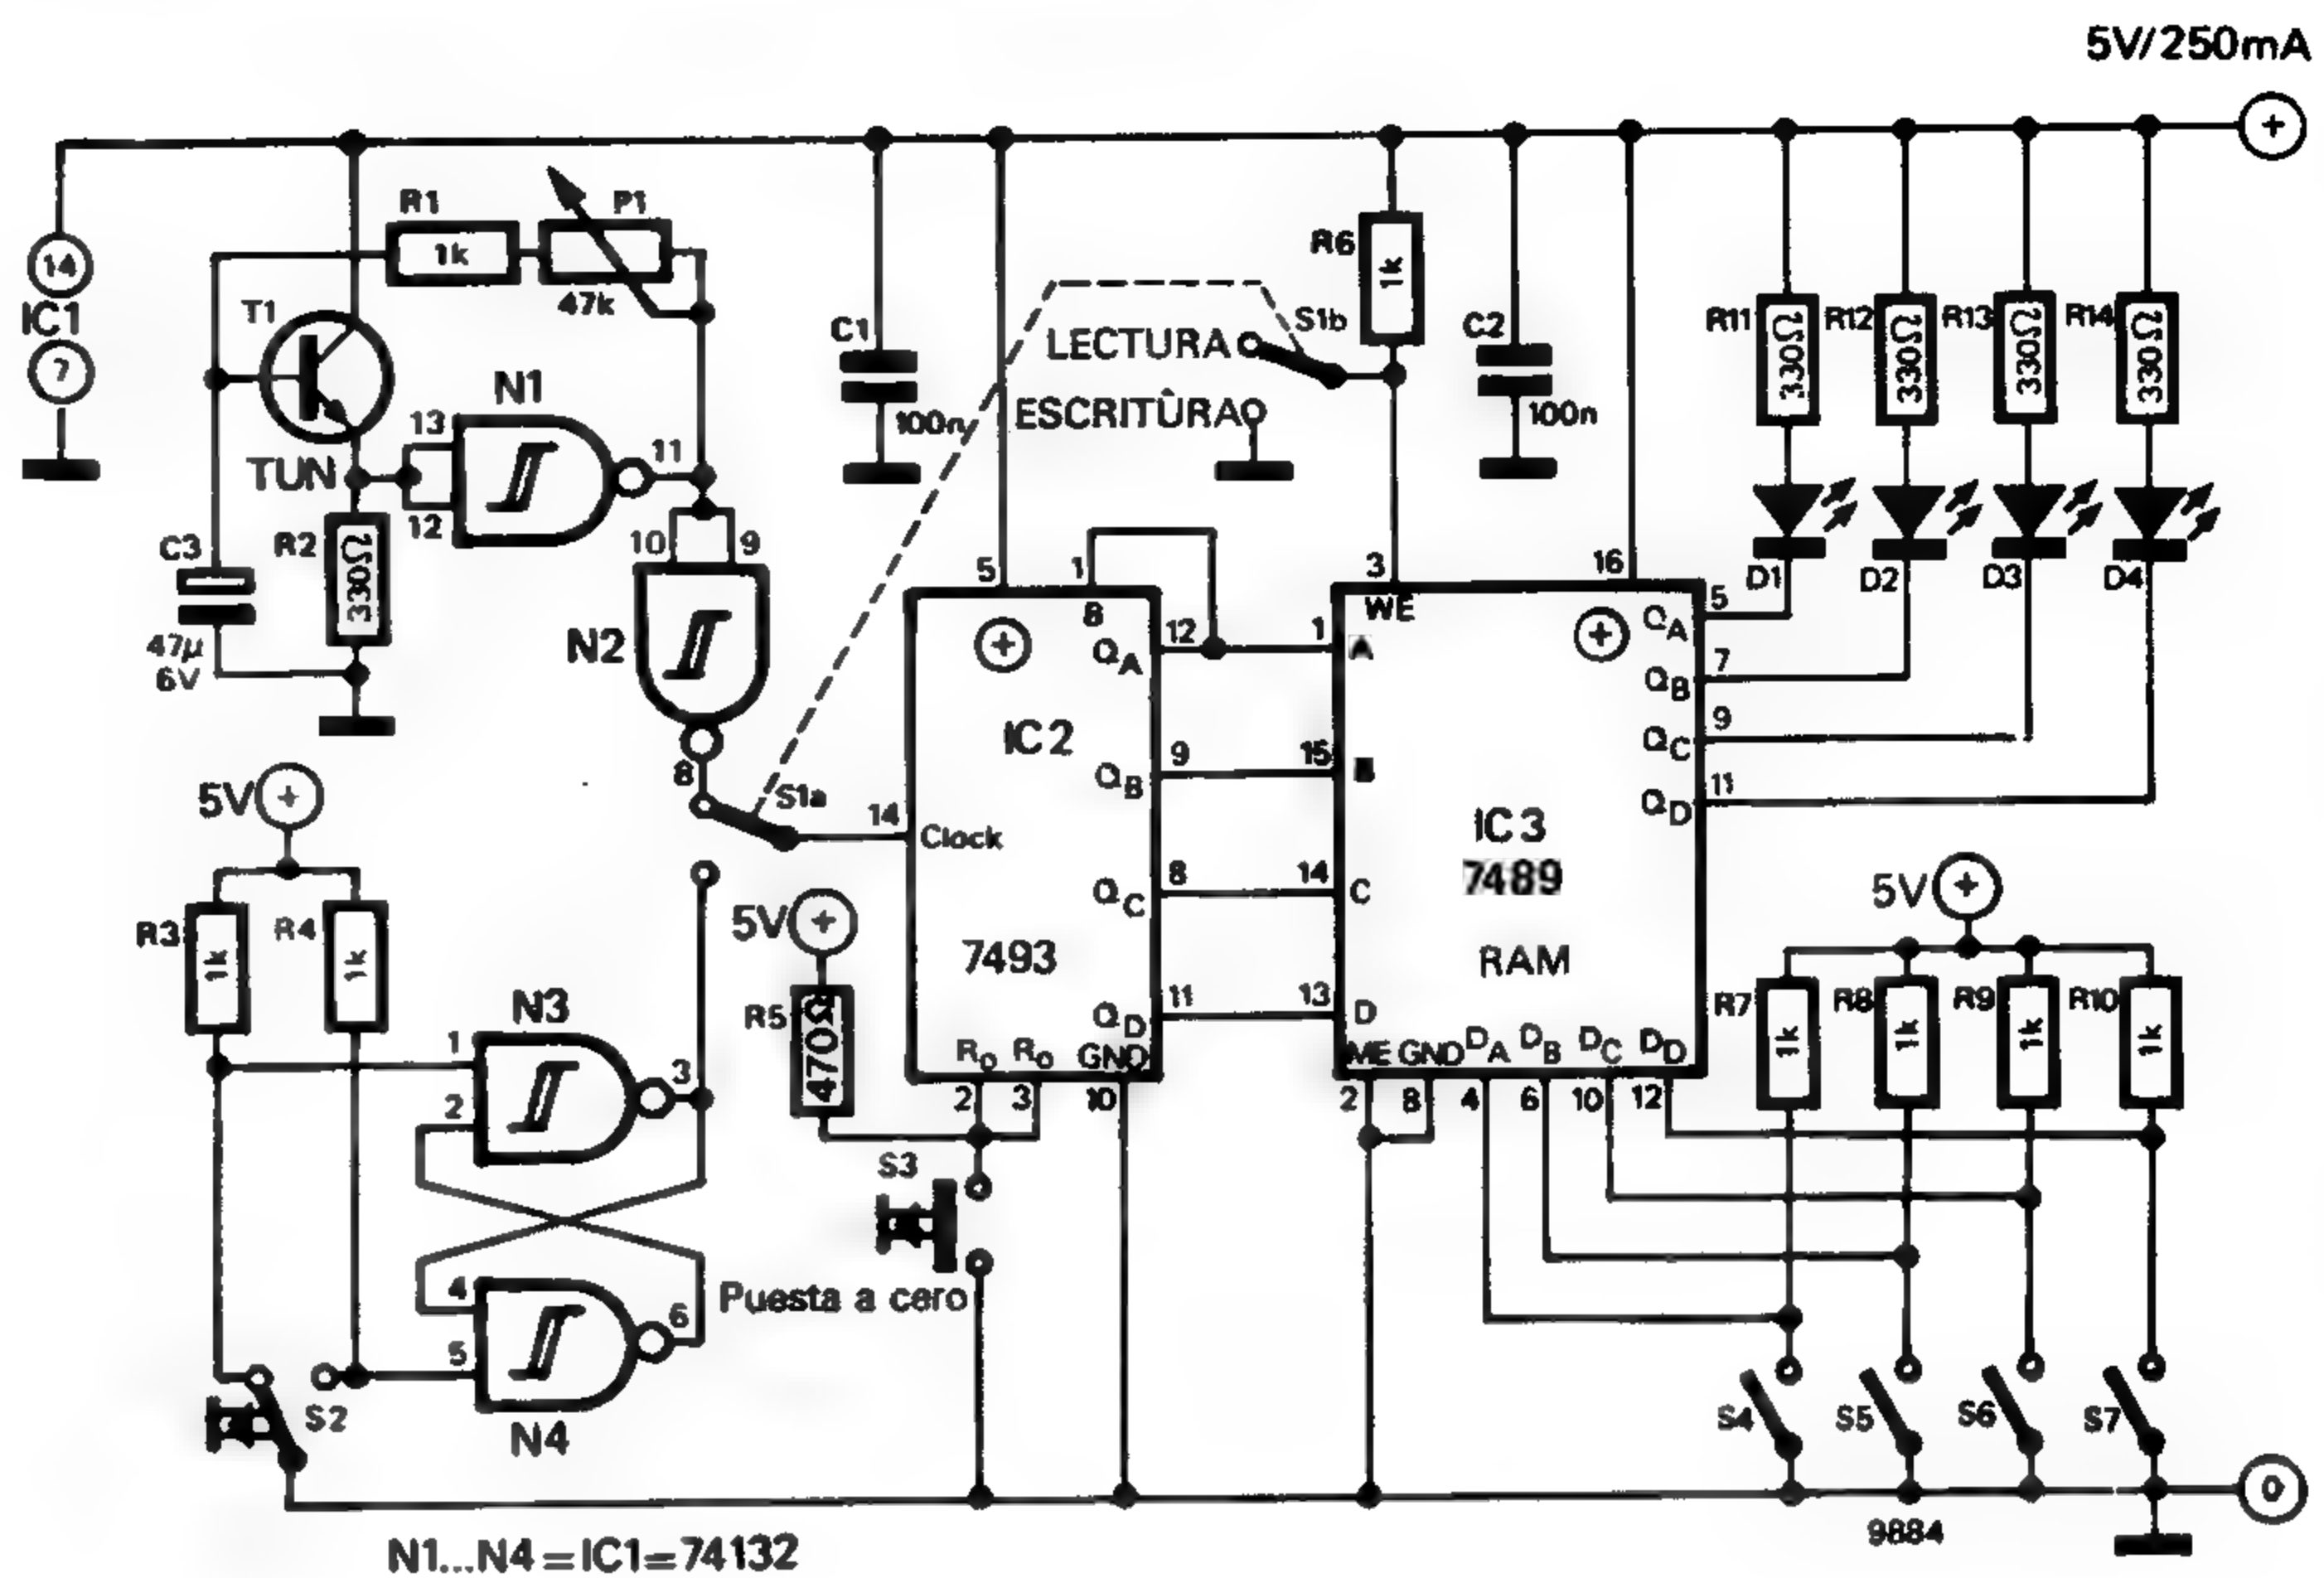 5V/250mA
+
R1
P1
1k
47k
14
IC1
7
T1
TUN
N1
13
12
11
R2
330Ω
C3
47µ
6V
10
9
N2
8
S1a
C1
100n
LECTURA
ESCRITÛRA
S1b
R6
1k
C2
100n
R11
330Ω
R12
330Ω
R13
330Ω
R14
330Ω
D1
D2
D3
D4
5
1
+
8
QA
12
IC2
QB
9
14
Clock
QC
8
7493
QD
11
R0
R0
GND
2
3
10
3
WE
16
+
1
A
15
B
14
C
13
D
QA
5
QB
7
QC
9
QD
11
IC3
7489
RAM
ME
GND
DA
DB
DC
DD
2
8
4
6
10
12
5V
+
R3
1k
R4
1k
N3
1
2
3
N4
4
5
6
S2
5V
+
R5
470Ω
S3
Puesta a cero
5V
+
R7
1k
R8
1k
R9
1k
R10
1k
S4
S5
S6
S7
0
9884
N1...N4=IC1=74132